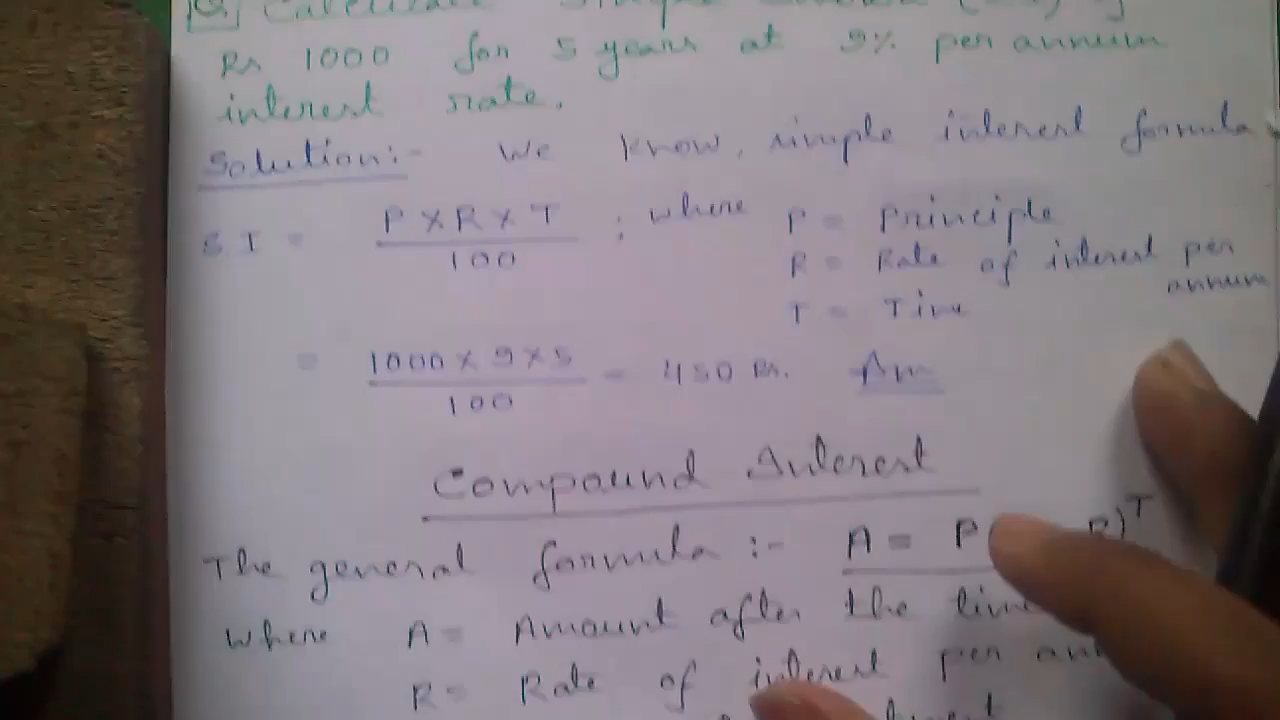 Rs 1000 for 5 years at 9% per annum
interest rate.
Solution:- We know, simple interest formula
S.I = P X R X T / 100 ; where P = Principle
R = Rate of interest per annum
T = Time
= 1000 X 9 X 5 / 100 = 450 Rs. Ans
Compound Interest
The general formula :- A = P R)^T
where A = Amount after the time
R = Rate of interest per